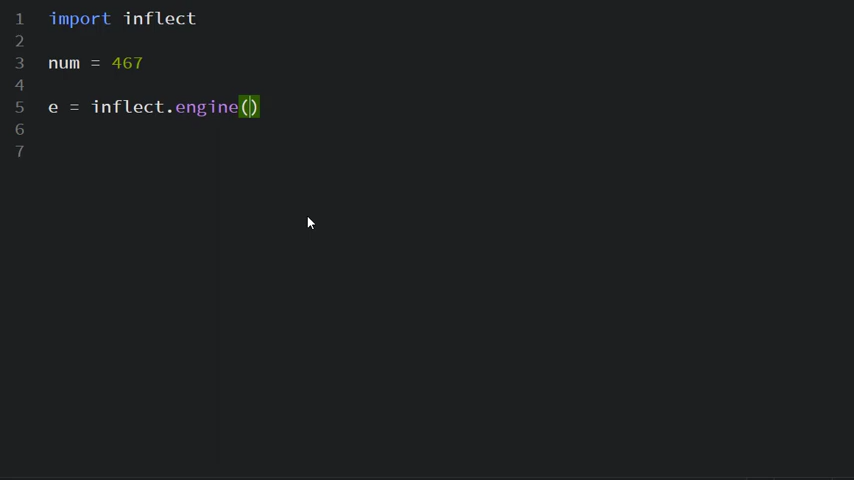 1 import inflect
2
3 num = 467
4
5 e = inflect.engine()
6
7